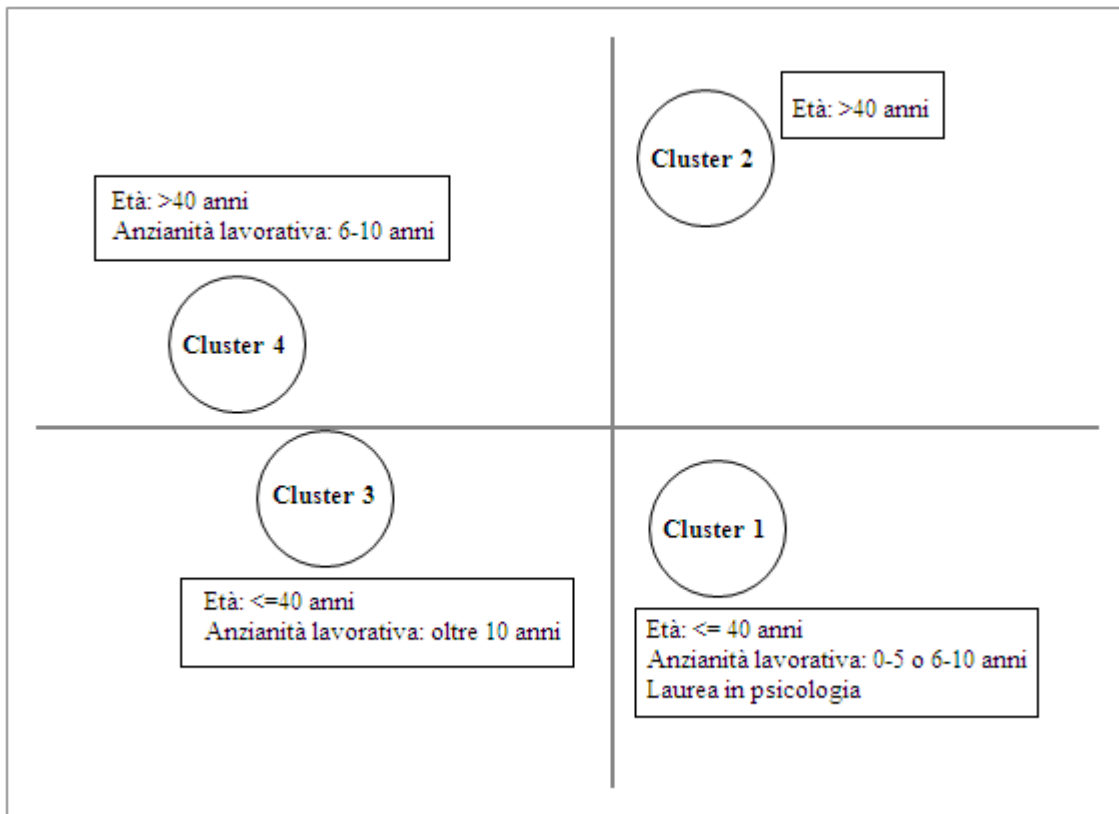 Età: >40 anni
Cluster 2
Età: >40 anni
Anzianità lavorativa: 6-10 anni
Cluster 4
Cluster 3
Età: <=40 anni
Anzianità lavorativa: oltre 10 anni
Cluster 1
Età: <= 40 anni
Anzianità lavorativa: 0-5 o 6-10 anni
Laurea in psicologia